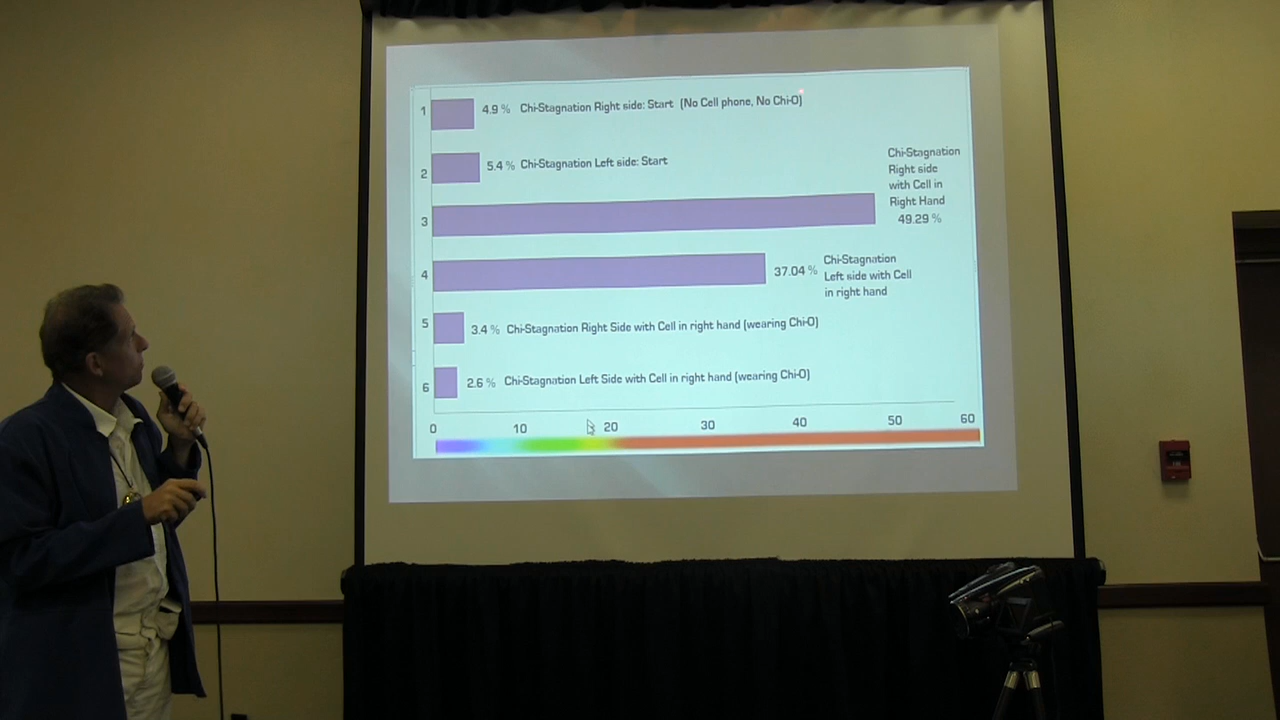 1 4.9 % Chi-Stagnation Right side: Start (No Cell phone, No Chi-O)
2 5.4 % Chi-Stagnation Left side: Start
Chi-Stagnation
Right side
with Cell in
Right Hand
3 49.29 %
4 37.04 % Chi-Stagnation
Left side with Cell
in right hand
5 3.4 % Chi-Stagnation Right Side with Cell in right hand (wearing Chi-O)
6 2.6 % Chi-Stagnation Left Side with Cell in right hand (wearing Chi-O)
0 10 20 30 40 50 60